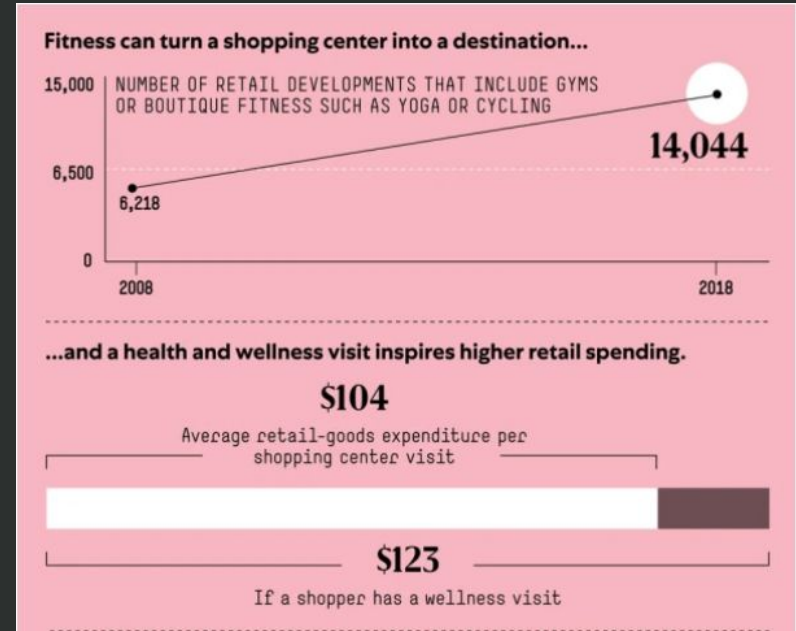 Fitness can turn a shopping center into a destination...
15,000
NUMBER OF RETAIL DEVELOPMENTS THAT INCLUDE GYMS
OR BOUTIQUE FITNESS SUCH AS YOGA OR CYCLING
14,044
6,500
6,218
0
2008
2018
...and a health and wellness visit inspires higher retail spending.
$104
Average retail-goods expenditure per
shopping center visit
$123
If a shopper has a wellness visit